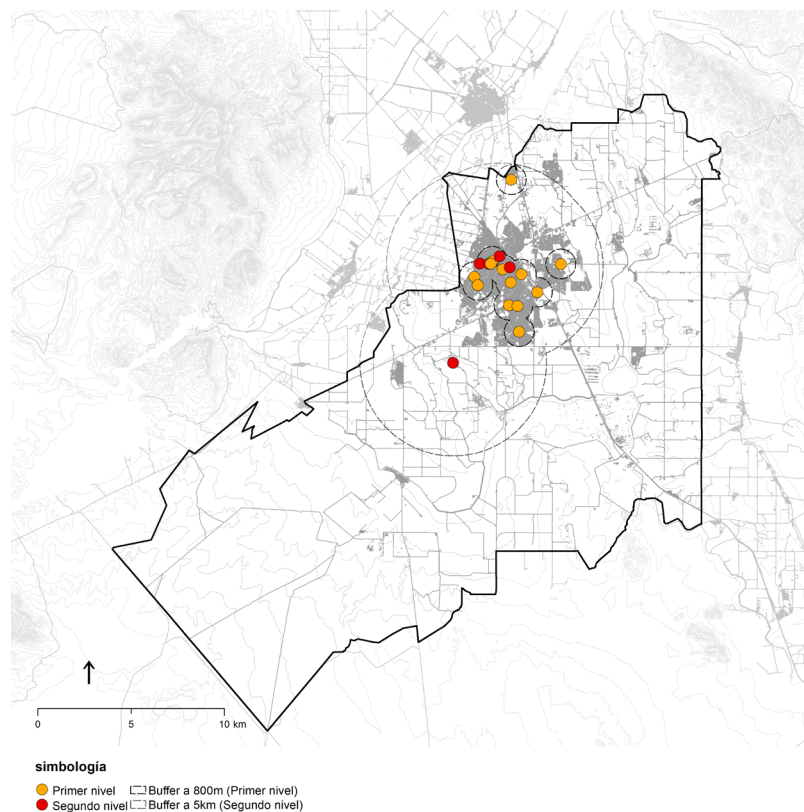 0 5 10 km
simbología
Primer nivel Buffer a 800m (Primer nivel)
Segundo nivel Buffer a 5km (Segundo nivel)